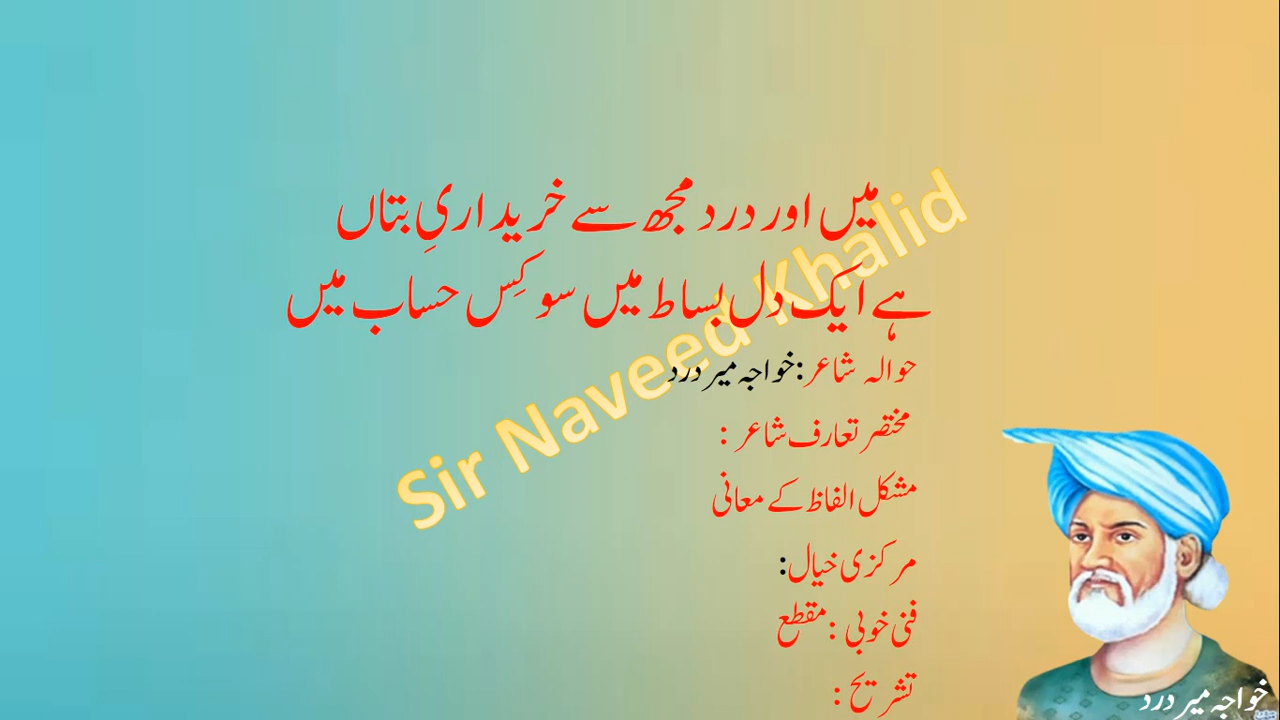 میں اور درد مجھ سے خریداریِ بتاں
ہے ایک دل بساط میں سو کِس حساب میں
حوالہ شاعر:خواجہ میر درد
مختصر تعارف شاعر :
مشکل الفاظ کے معانی
مرکزی خیال:
فنی خوبی :مقطع
تشریح :
Sir Naveed Khalid
خواجہ میر درد